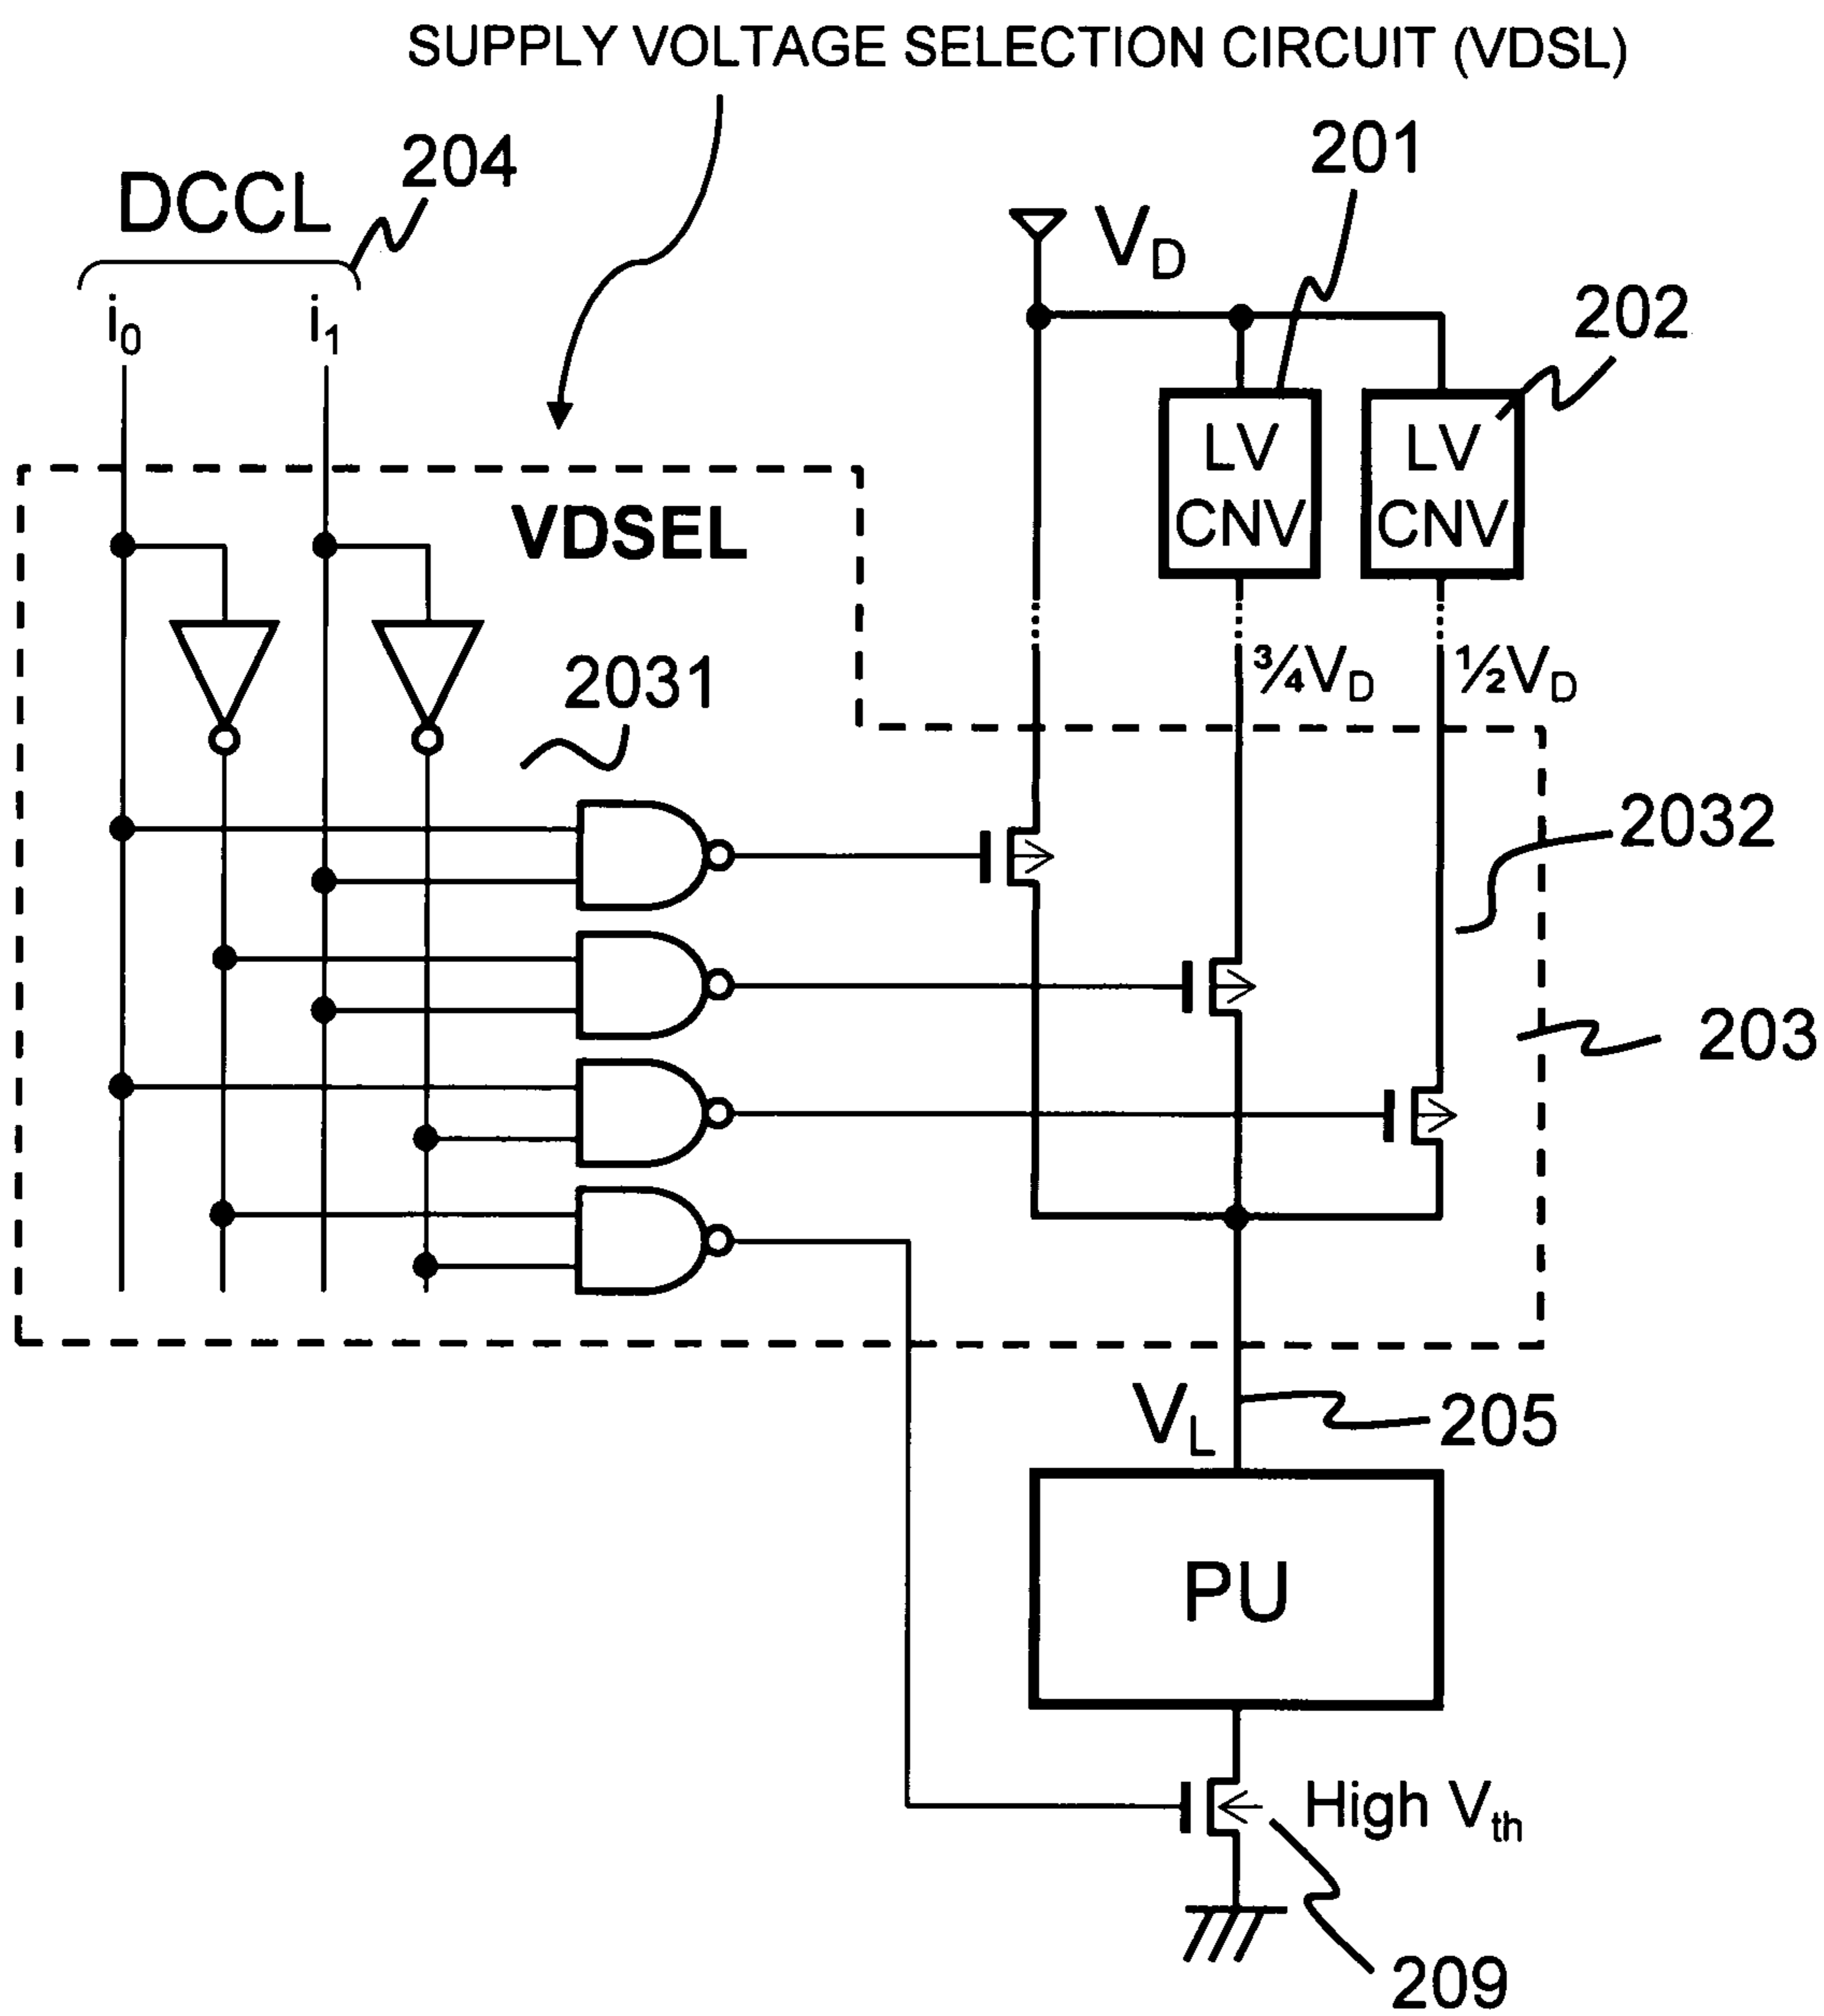 SUPPLY VOLTAGE SELECTION CIRCUIT (VDSL)
204
DCCL
i0
i1
201
VD
202
LV
CNV
LV
CNV
VDSEL
2031
¾VD
½VD
2032
203
VL
205
PU
High Vth
209